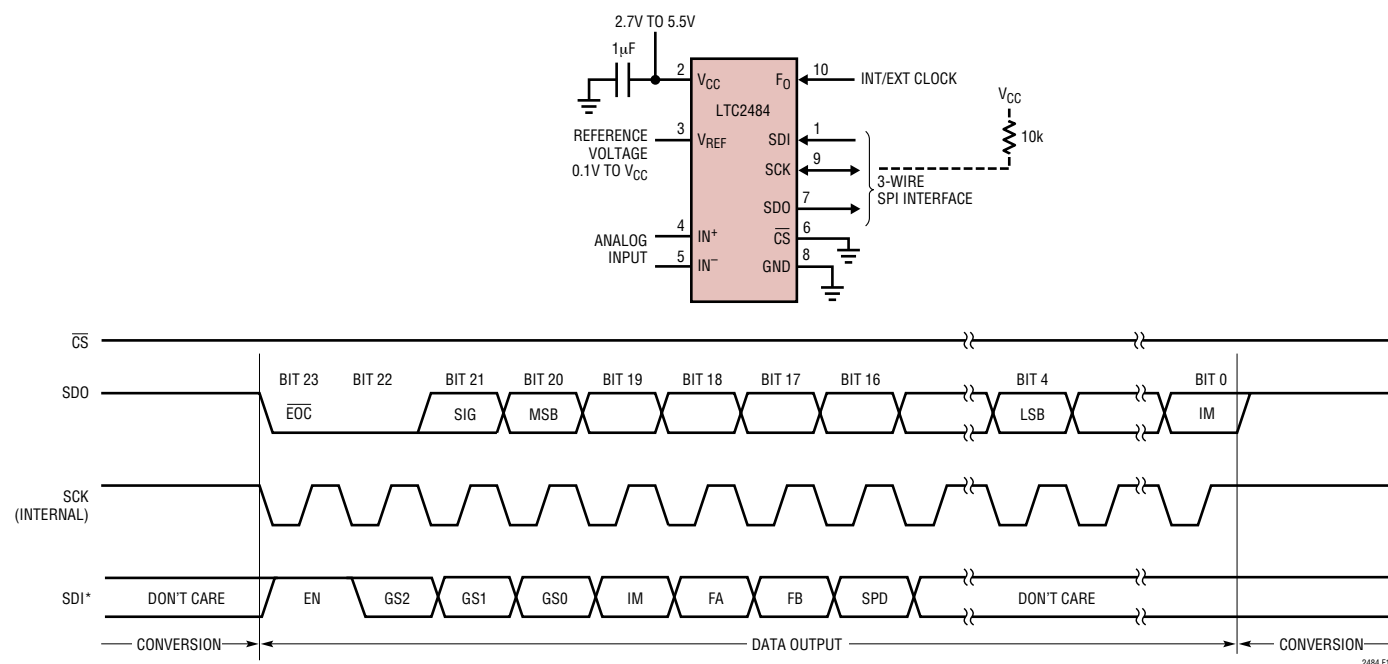 2.7V TO 5.5V
1µF
2
VCC
FO
10
INT/EXT CLOCK
LTC2484
VCC
10k
REFERENCE
VOLTAGE
0.1V TO VCC
3
VREF
SDI
1
SCK
9
3-WIRE
SPI INTERFACE
SDO
7
ANALOG
INPUT
4
IN+
5
IN–
CS
6
GND
8
CS
BIT 23 BIT 22 BIT 21 BIT 20 BIT 19 BIT 18 BIT 17 BIT 16 BIT 4 BIT 0
SDO
EOC SIG MSB LSB IM
SCK
(INTERNAL)
SDI* DON'T CARE EN GS2 GS1 GS0 IM FA FB SPD DON'T CARE
CONVERSION DATA OUTPUT CONVERSION